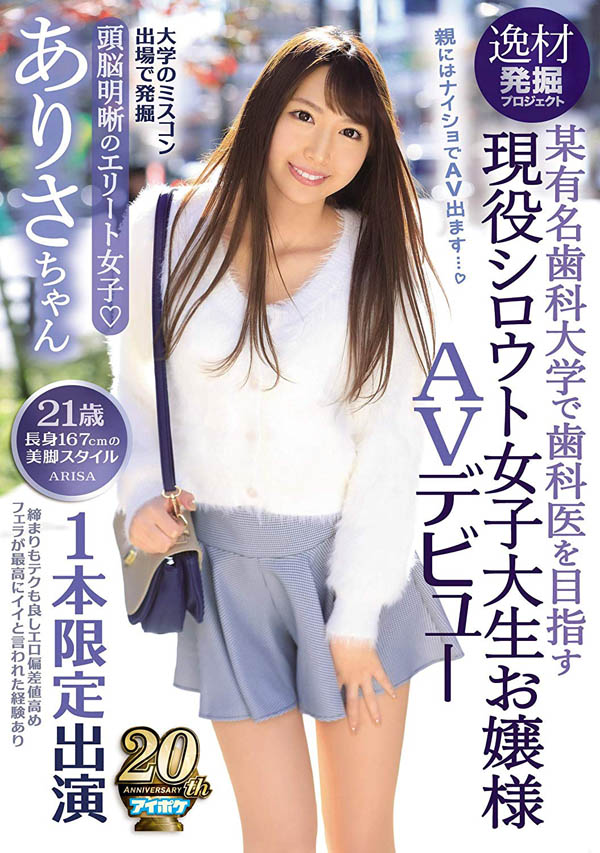 逸材
発掘
プロジェクト
某有名歯科大学で歯科医を目指す
現役シロウト女子大生お嬢様
AVデビュー
親にはナイショでAV出ます…♡
大学のミスコン
出場で発掘
頭脳明晰のエリート女子♡
ありさちゃん
21歳
長身167cmの
美脚スタイル
ARISA
1本限定出演
締まりもテクも良しエロ偏差値高め
フェラが最高にイイと言われた経験あり
20th
ANNIVERSARY
アイポケ